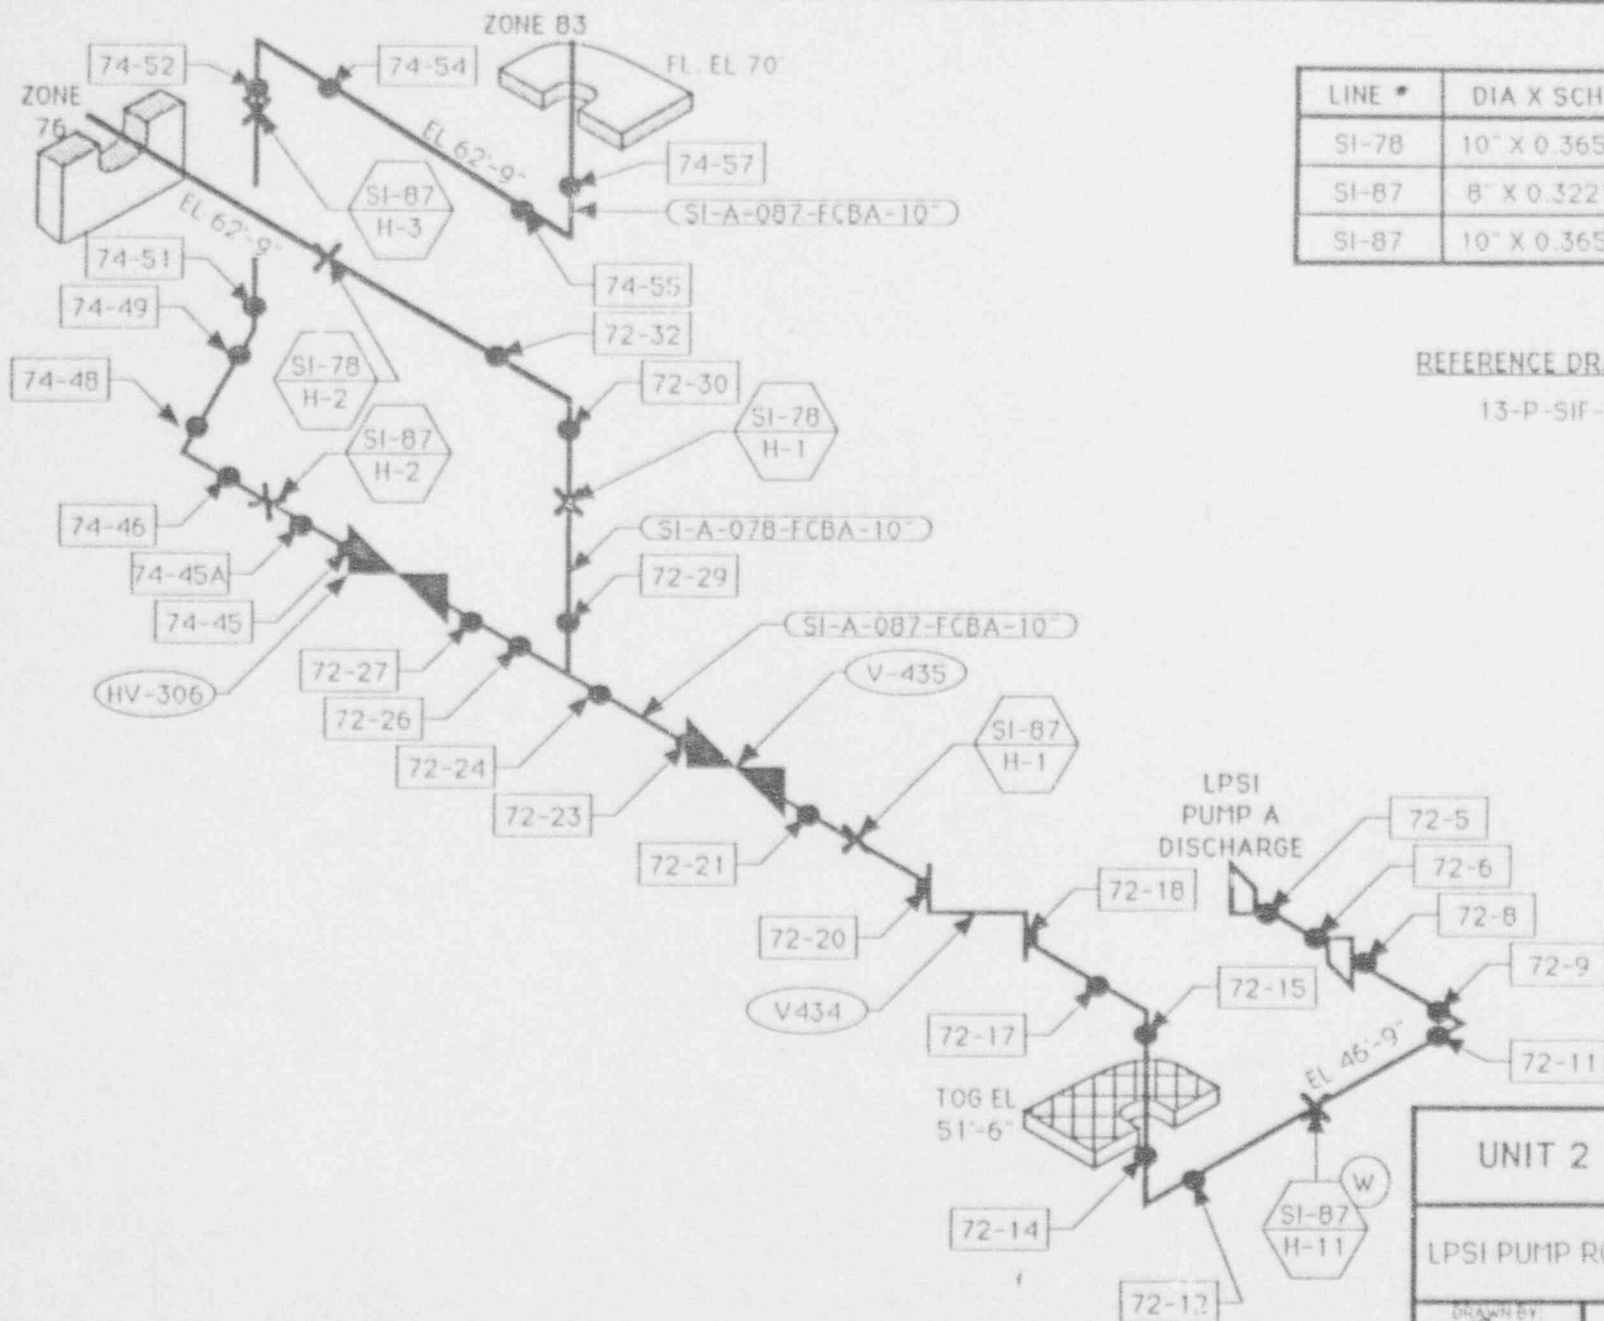 ZONE 83
74-52
74-54
FL. EL 70'
ZONE
76
EL 62'-9"
74-57
SI-87
H-3
SI-A-087-FCBA-10"
EL 62'-9"
74-51
74-55
74-49
72-32
SI-78
H-2
74-48
72-30
SI-78
H-1
SI-87
H-2
74-46
SI-A-078-FCBA-10"
74-45A
72-29
74-45
SI-A-087-FCBA-10"
72-27
V-435
HV-306
72-26
SI-87
H-1
72-24
72-23
LPSI
PUMP A
DISCHARGE
72-5
72-21
72-6
72-18
72-8
72-20
72-9
72-15
V434
72-17
EL 46'-9"
72-11
TOG EL
51'-6"
72-14
W
SI-87
H-11
72-12
LINE #
DIA X SCH
SI-78
10" X 0.365
SI-87
8" X 0.322
SI-87
10" X 0.365
REFERENCE DRA
13-P-SIF-
UNIT 2
LPSI PUMP RO
DRAWN BY: